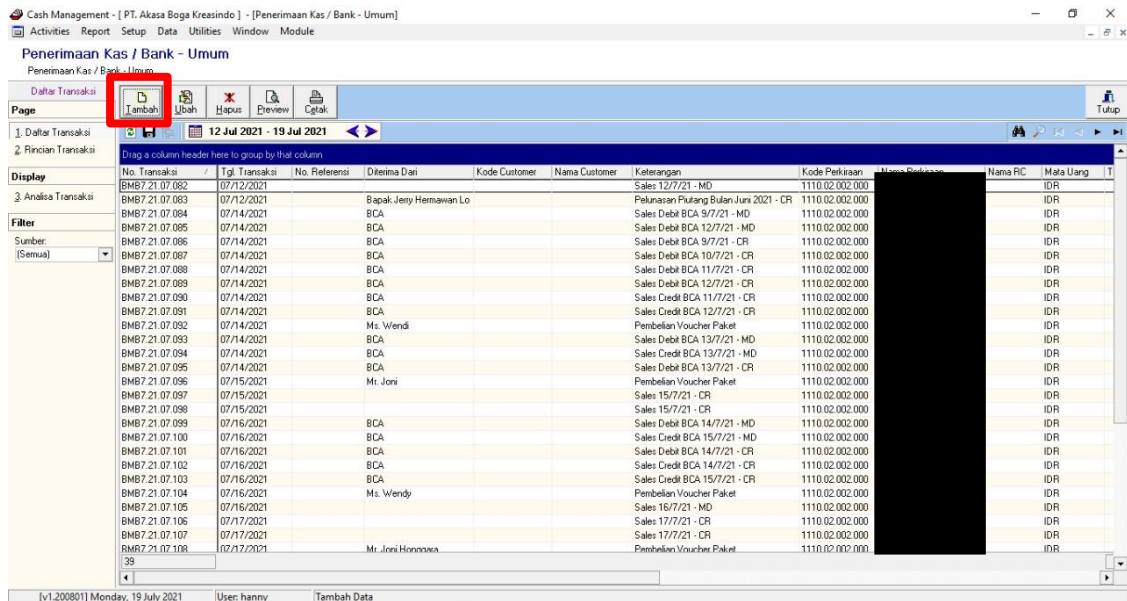 Cash Management - [ PT. Akasa Boga Kreasindo ] - [Penerimaan Kas / Bank - Umum]
Activities Report Setup Data Utilities Window Module
Penerimaan Kas / Bank - Umum
Penerimaan Kas / Bank - Umum
Daftar Transaksi
Tambah Ubah Hapus Preview Cetak Tutup
Page
1. Daftar Transaksi
2. Rincian Transaksi
Display
3. Analisa Transaksi
Filter
Sumber:
(Semua)
12 Jul 2021 - 19 Jul 2021
Drag a column header here to group by that column
No. Transaksi Tgl. Transaksi No. Referensi Diterima Dari Kode Customer Nama Customer Keterangan Kode Perkiraan Nama Perkiraan Nama RC Mata Uang T
BMB7.21.07.082 07/12/2021 Sales 12/7/21 - MD 1110.02.002.000 IDR
BMB7.21.07.083 07/12/2021 Bapak Jerry Hermawan Lo Pelunasan Piutang Bulan Juni 2021 - CR 1110.02.002.000 IDR
BMB7.21.07.084 07/14/2021 BCA Sales Debit BCA 9/7/21 - MD 1110.02.002.000 IDR
BMB7.21.07.085 07/14/2021 BCA Sales Debit BCA 12/7/21 - MD 1110.02.002.000 IDR
BMB7.21.07.086 07/14/2021 BCA Sales Debit BCA 9/7/21 - CR 1110.02.002.000 IDR
BMB7.21.07.087 07/14/2021 BCA Sales Debit BCA 10/7/21 - CR 1110.02.002.000 IDR
BMB7.21.07.088 07/14/2021 BCA Sales Debit BCA 11/7/21 - CR 1110.02.002.000 IDR
BMB7.21.07.089 07/14/2021 BCA Sales Debit BCA 12/7/21 - CR 1110.02.002.000 IDR
BMB7.21.07.090 07/14/2021 BCA Sales Credit BCA 11/7/21 - CR 1110.02.002.000 IDR
BMB7.21.07.091 07/14/2021 BCA Sales Credit BCA 12/7/21 - CR 1110.02.002.000 IDR
BMB7.21.07.092 07/14/2021 Ms. Wendi Pembelian Voucher Paket 1110.02.002.000 IDR
BMB7.21.07.093 07/14/2021 BCA Sales Debit BCA 13/7/21 - MD 1110.02.002.000 IDR
BMB7.21.07.094 07/14/2021 BCA Sales Credit BCA 13/7/21 - MD 1110.02.002.000 IDR
BMB7.21.07.095 07/14/2021 BCA Sales Debit BCA 13/7/21 - CR 1110.02.002.000 IDR
BMB7.21.07.096 07/15/2021 Mr. Joni Pembelian Voucher Paket 1110.02.002.000 IDR
BMB7.21.07.097 07/15/2021 Sales 15/7/21 - CR 1110.02.002.000 IDR
BMB7.21.07.098 07/15/2021 Sales 15/7/21 - CR 1110.02.002.000 IDR
BMB7.21.07.099 07/16/2021 BCA Sales Debit BCA 14/7/21 - MD 1110.02.002.000 IDR
BMB7.21.07.100 07/16/2021 BCA Sales Credit BCA 15/7/21 - MD 1110.02.002.000 IDR
BMB7.21.07.101 07/16/2021 BCA Sales Debit BCA 14/7/21 - CR 1110.02.002.000 IDR
BMB7.21.07.102 07/16/2021 BCA Sales Credit BCA 14/7/21 - CR 1110.02.002.000 IDR
BMB7.21.07.103 07/16/2021 BCA Sales Credit BCA 15/7/21 - CR 1110.02.002.000 IDR
BMB7.21.07.104 07/16/2021 Ms. Wendy Pembelian Voucher Paket 1110.02.002.000 IDR
BMB7.21.07.105 07/16/2021 Sales 16/7/21 - MD 1110.02.002.000 IDR
BMB7.21.07.106 07/17/2021 Sales 17/7/21 - CR 1110.02.002.000 IDR
BMB7.21.07.107 07/17/2021 Sales 17/7/21 - CR 1110.02.002.000 IDR
BMB7.21.07.108 07/17/2021 Mr. Joni Honggara Pembelian Voucher Paket 1110.02.002.000 IDR
39
[v1.200801] Monday, 19 July 2021 User: hanny Tambah Data